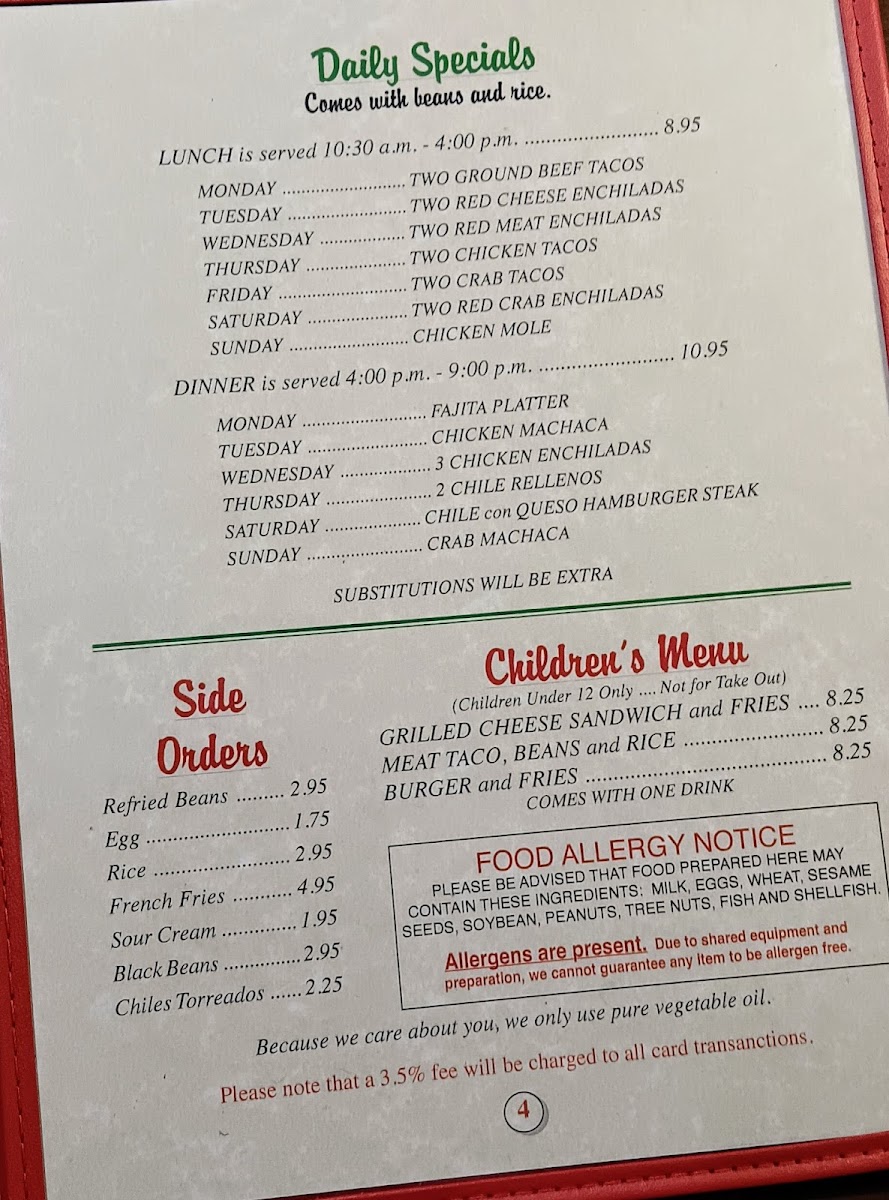 Daily Specials
Comes with beans and rice.
LUNCH is served 10:30 a.m. - 4:00 p.m. ......................... 8.95
MONDAY ....................... TWO GROUND BEEF TACOS
TUESDAY ...................... TWO RED CHEESE ENCHILADAS
WEDNESDAY ................ TWO RED MEAT ENCHILADAS
THURSDAY ................... TWO CHICKEN TACOS
FRIDAY ........................ TWO CRAB TACOS
SATURDAY ................... TWO RED CRAB ENCHILADAS
SUNDAY ...................... CHICKEN MOLE
DINNER is served 4:00 p.m. - 9:00 p.m. ......................... 10.95
MONDAY ....................... FAJITA PLATTER
TUESDAY ...................... CHICKEN MACHACA
WEDNESDAY ................. 3 CHICKEN ENCHILADAS
THURSDAY .................... 2 CHILE RELLENOS
SATURDAY .................. CHILE con QUESO HAMBURGER STEAK
SUNDAY ...................... CRAB MACHACA
SUBSTITUTIONS WILL BE EXTRA
Side
Orders
Refried Beans ......... 2.95
Egg .......................... 1.75
Rice ......................... 2.95
French Fries ........... 4.95
Sour Cream .............. 1.95
Black Beans .............. 2.95
Chiles Torreados ...... 2.25
Children's Menu
(Children Under 12 Only .... Not for Take Out)
GRILLED CHEESE SANDWICH and FRIES .... 8.25
MEAT TACO, BEANS and RICE ........................ 8.25
BURGER and FRIES .......................................... 8.25
COMES WITH ONE DRINK
FOOD ALLERGY NOTICE
PLEASE BE ADVISED THAT FOOD PREPARED HERE MAY
CONTAIN THESE INGREDIENTS: MILK, EGGS, WHEAT, SESAME
SEEDS, SOYBEAN, PEANUTS, TREE NUTS, FISH AND SHELLFISH.
Allergens are present. Due to shared equipment and
preparation, we cannot guarantee any item to be allergen free.
Because we care about you, we only use pure vegetable oil.
Please note that a 3.5% fee will be charged to all card transanctions.
4